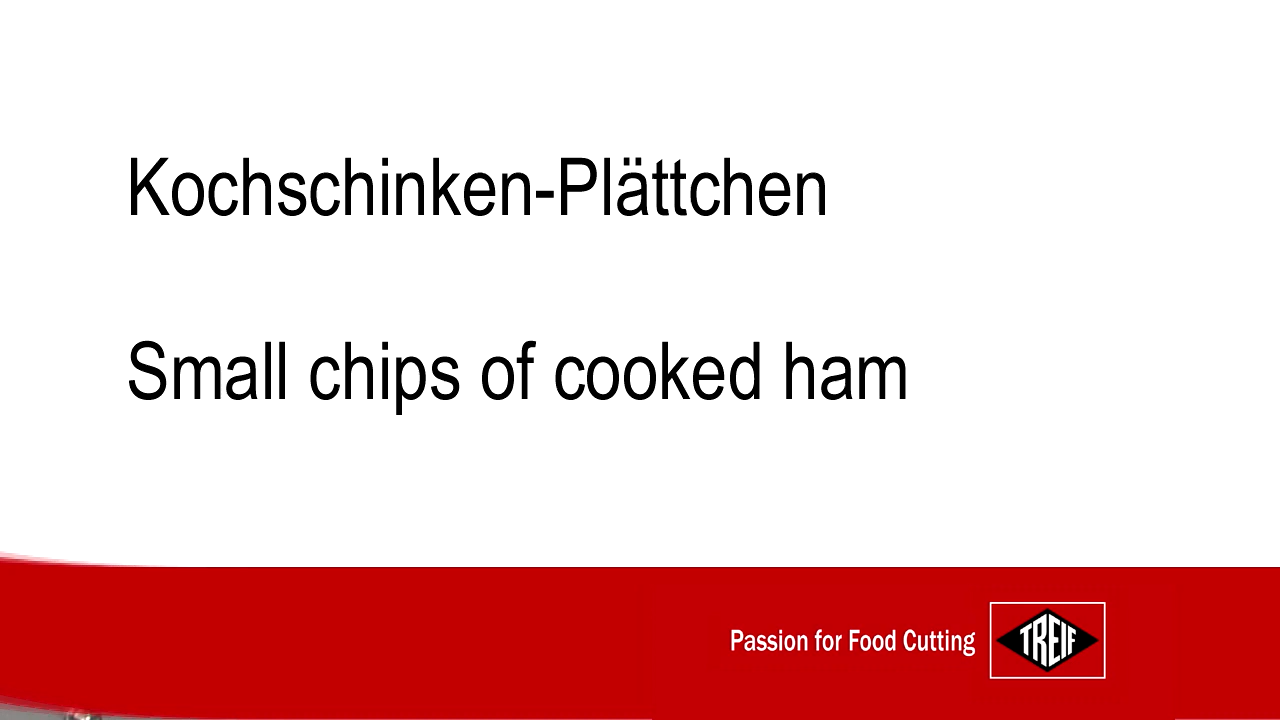 Kochschinken-Plättchen
Small chips of cooked ham
Passion for Food Cutting
TREIF